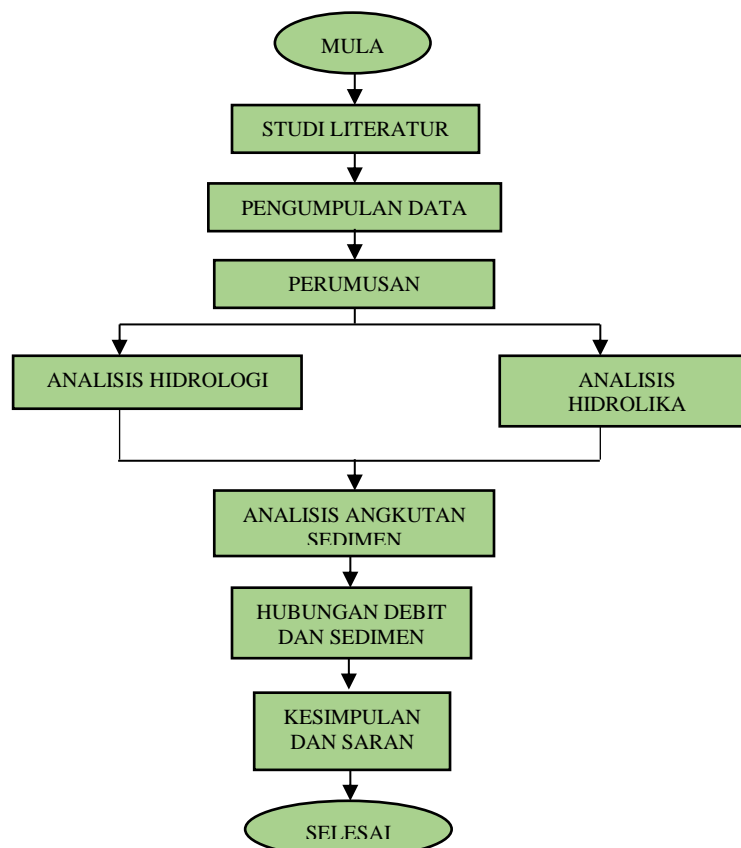 MULA
STUDI LITERATUR
PENGUMPULAN DATA
PERUMUSAN
ANALISIS HIDROLOGI
ANALISIS
HIDROLIKA
ANALISIS ANGKUTAN
SEDIMEN
HUBUNGAN DEBIT
DAN SEDIMEN
KESIMPULAN
DAN SARAN
SELESAI